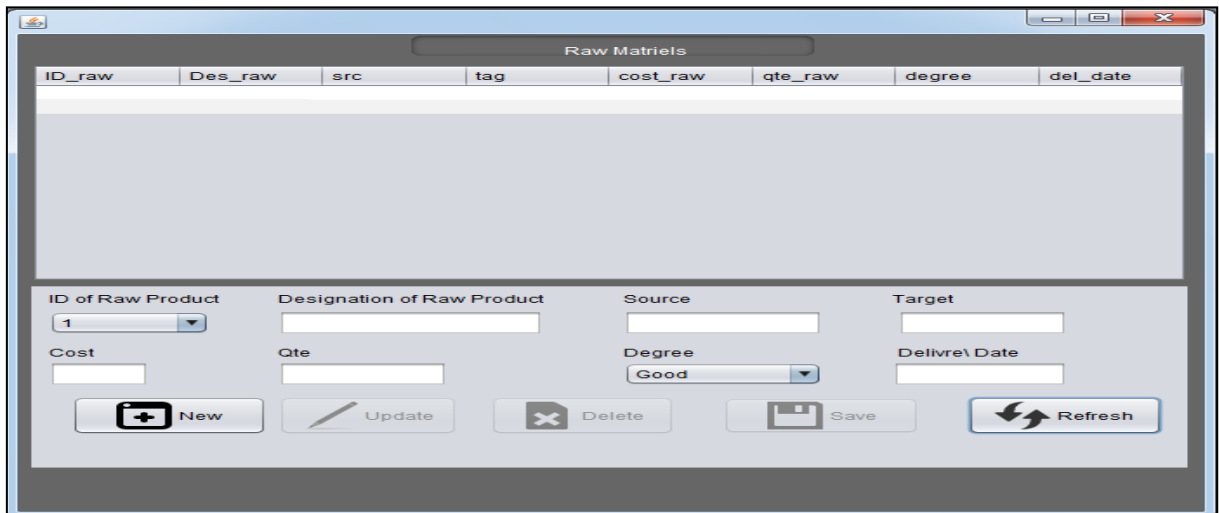 Raw Matriels
ID_raw Des_raw src tag cost_raw qte_raw degree del_date
ID of Raw Product Designation of Raw Product Source Target
1
Cost Qte Degree Delivre\ Date
Good
New Update Delete Save Refresh